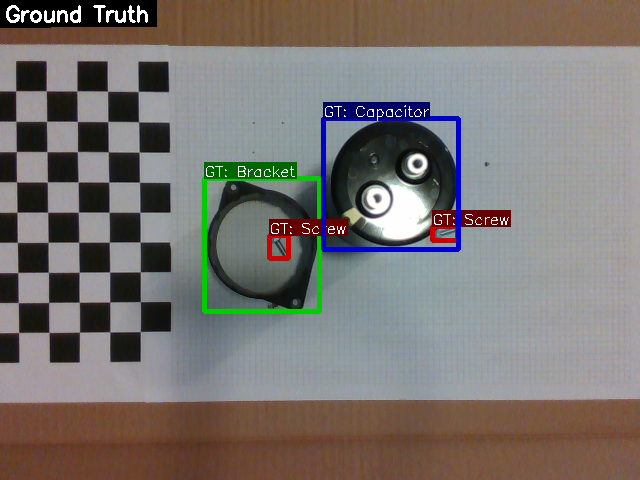 Ground Truth
GT: Capacitor
GT: Bracket
GT: Screw
GT: Screw